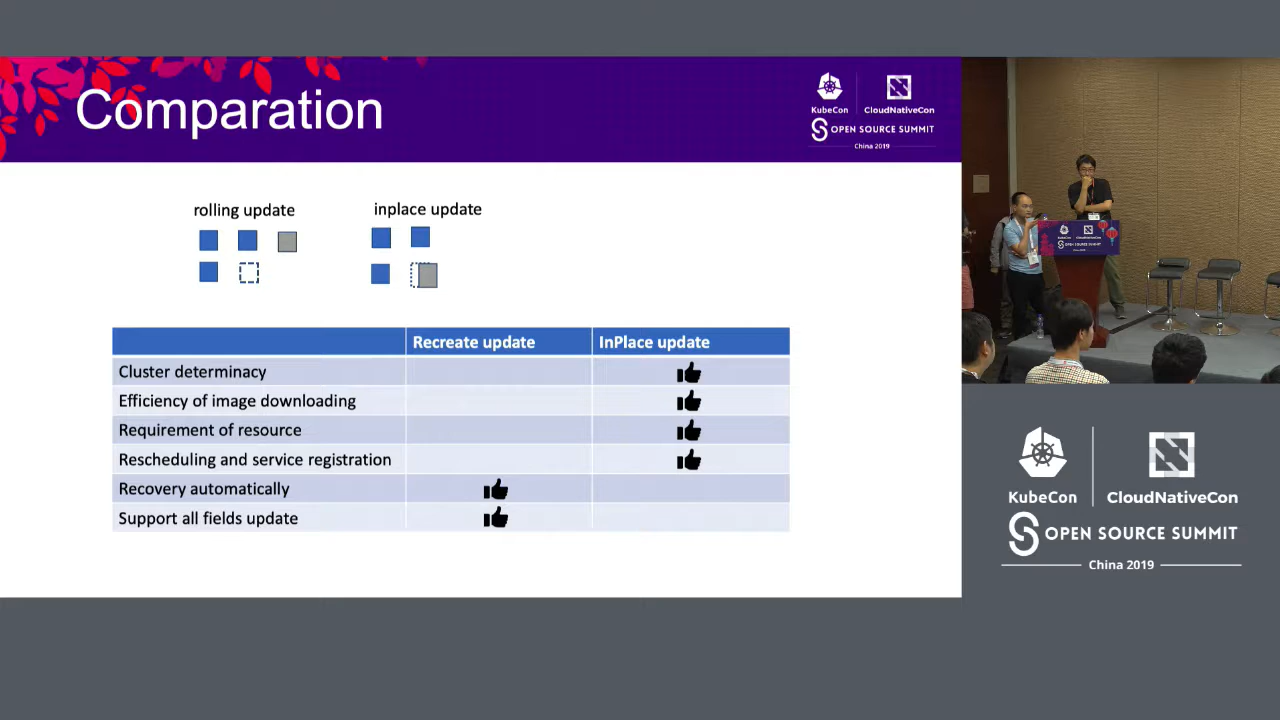 Comparation
KubeCon
CloudNativeCon
OPEN SOURCE SUMMIT
China 2019
rolling update
inplace update
Recreate update
InPlace update
Cluster determinacy
Efficiency of image downloading
Requirement of resource
Rescheduling and service registration
Recovery automatically
Support all fields update
KubeCon
CloudNativeCon
OPEN SOURCE SUMMIT
China 2019